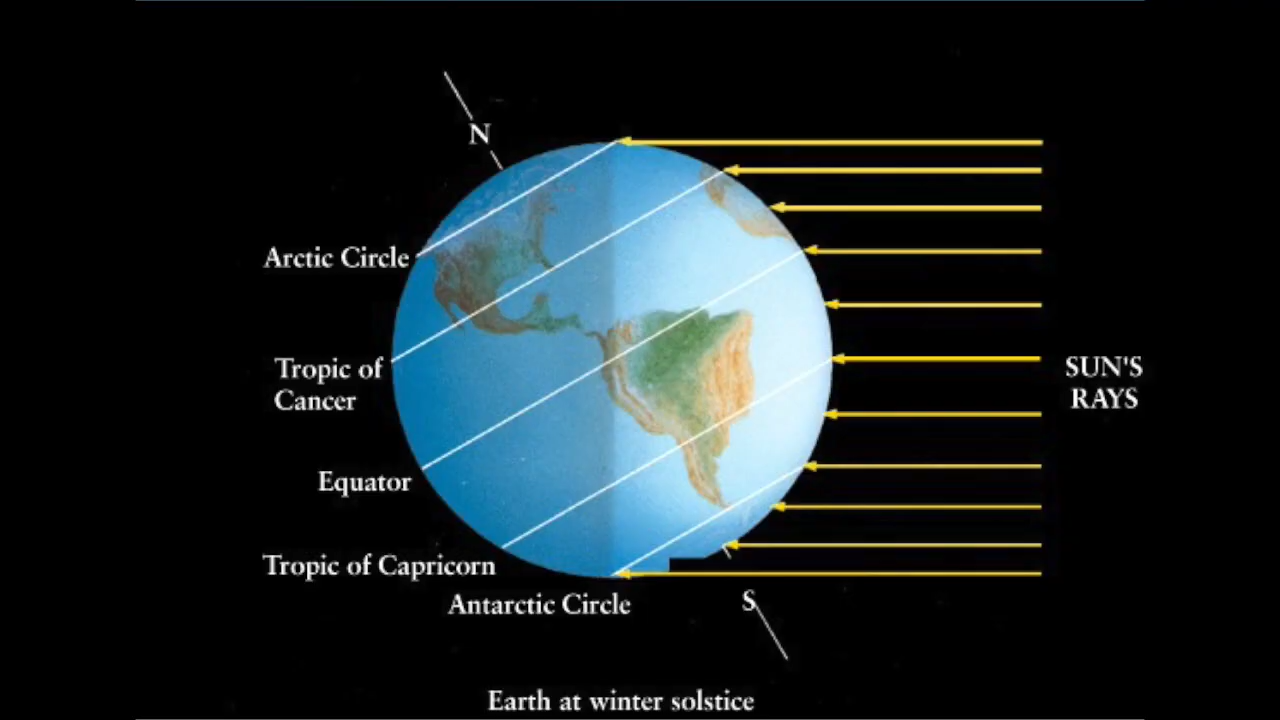 N
Arctic Circle
Tropic of
Cancer
SUN'S
RAYS
Equator
Tropic of Capricorn
Antarctic Circle
S
Earth at winter solstice